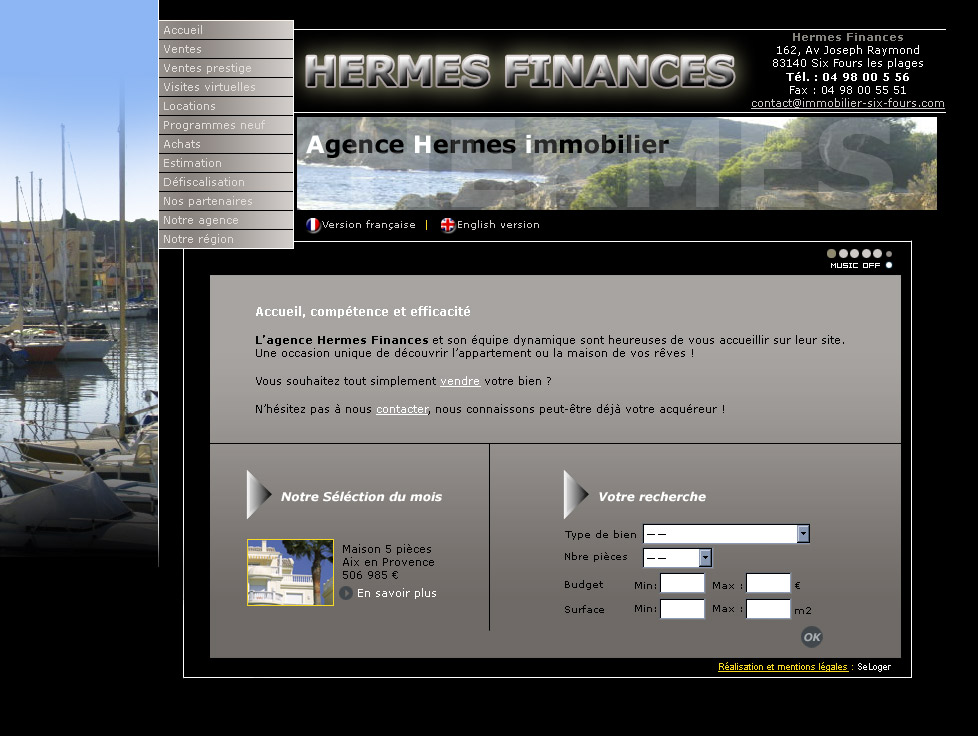 Accueil
Ventes
Ventes prestige
Visites virtuelles
Locations
Programmes neuf
Achats
Estimation
Défiscalisation
Nos partenaires
Notre agence
Notre région
HERMES FINANCES
Hermes Finances
162, Av Joseph Raymond
83140 Six Fours les plages
Tél. : 04 98 00 5 56
Fax : 04 98 00 55 51
contact@immobilier-six-fours.com
Agence Hermes immobilier
HERMES
Version française | English version
MUSIC OFF
Accueil, compétence et efficacité
L'agence Hermes Finances et son équipe dynamique sont heureuses de vous accueillir sur leur site.
Une occasion unique de découvrir l'appartement ou la maison de vos rêves !
Vous souhaitez tout simplement vendre votre bien ?
N'hésitez pas à nous contacter, nous connaissons peut-être déjà votre acquéreur !
Notre Séléction du mois
Maison 5 pièces
Aix en Provence
506 985 €
En savoir plus
Votre recherche
Type de bien – –
Nbre pièces – –
Budget Min: Max : €
Surface Min: Max : m2
OK
Réalisation et mentions légales : SeLoger